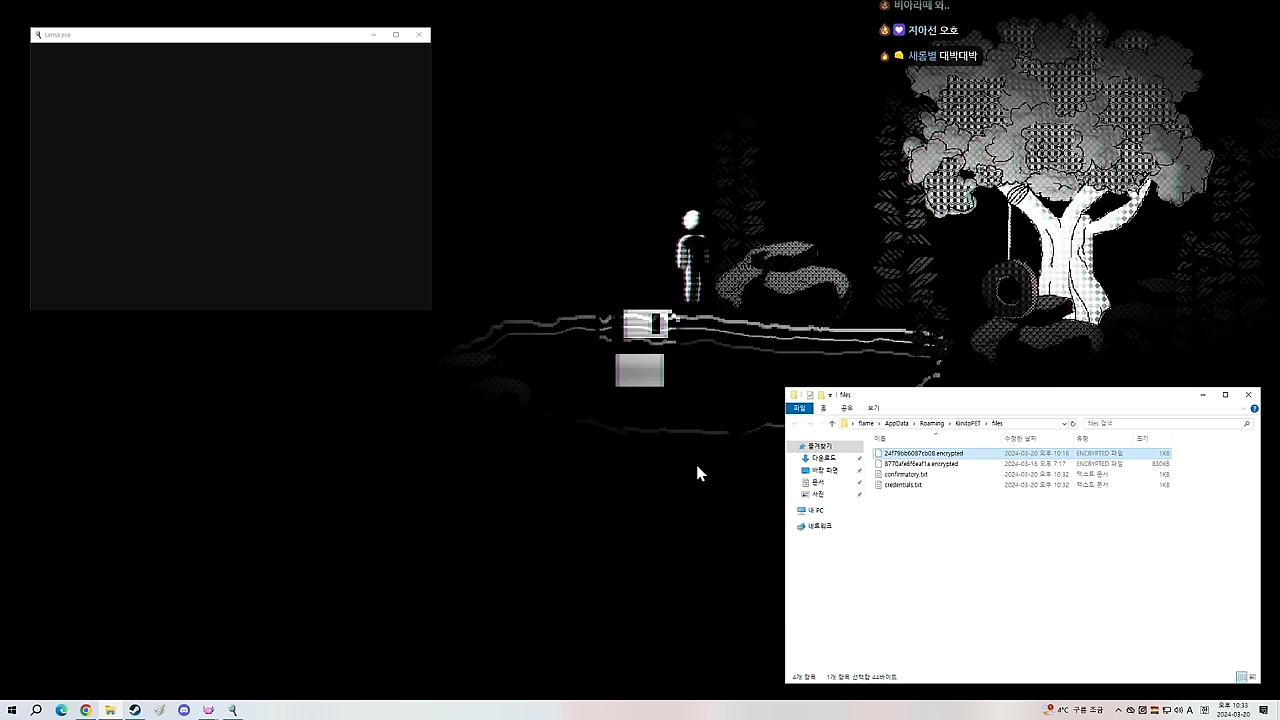 비아라떼 와..
지아선 오호
새롬별 대박대박
Lense.exe
files
파일 홈 공유 보기
flame AppData Roaming KinitoPET files
files 검색
이름 수정한 날짜 유형 크기
24f79bb6087cb08.encrypted 2024-03-20 오후 10:18 ENCRYPTED 파일 1KB
8770afe6f6eaf1a.encrypted 2024-03-16 오후 7:17 ENCRYPTED 파일 830KB
confirmatory.txt 2024-03-20 오후 10:32 텍스트 문서 1KB
credentials.txt 2024-03-20 오후 10:32 텍스트 문서 1KB
즐겨찾기
다운로드
바탕 화면
문서
사진
내 PC
네트워크
4개 항목 1개 항목 선택함 44바이트
4°C 구름 조금
A
오후 10:33
2024-03-20